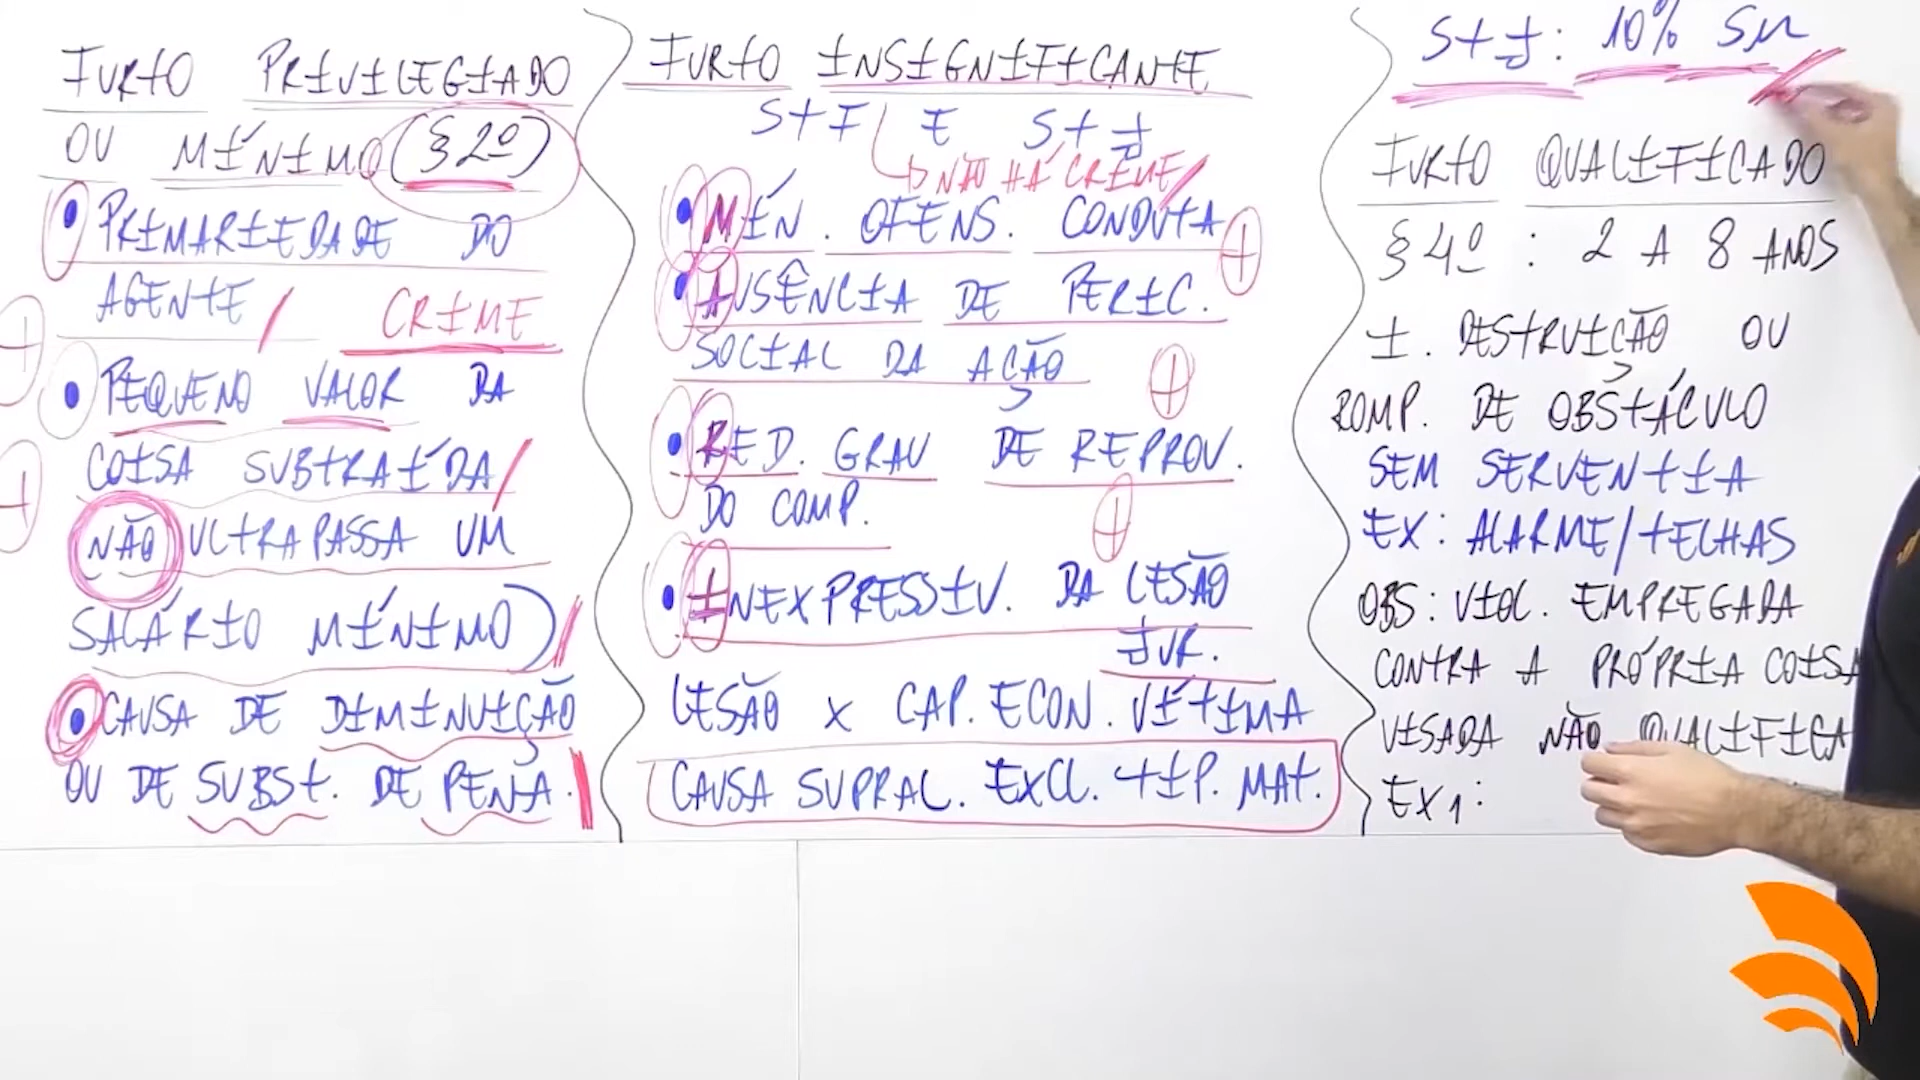 FURTO PRIVILEGIADO
OU MÍNIMO (§ 2º)
PRIMARIEDADE DO
AGENTE / CRIME
PEQUENO VALOR DA
COISA SUBTRAÍDA/
NÃO ULTRAPASSA UM
SALÁRIO MÍNIMO)
CAUSA DE DIMINUIÇÃO
OU DE SUBST. DE PENA.
FURTO INSIGNIFICANTE
STF E STJ
NÃO HÁ CRIME/
MÍN. OFENS. CONDUTA
AUSÊNCIA DE PERIC.
SOCIAL DA AÇÃO
RED. GRAU DE REPROV.
DO COMP.
INEXPRESSIV. DA LESÃO
JUR.
LESÃO X CAP. ECON. VÍTIMA
CAUSA SUPRAL. EXCL. TIP. MAT.
STJ: 10% SM
FURTO QUALIFICADO
§ 4º : 2 A 8 ANOS
I. DESTRUIÇÃO OU
ROMP. DE OBSTÁCULO
SEM SERVENTIA
EX: ALARME/TELHAS
OBS: VIOL. EMPREGADA
CONTRA A PRÓPRIA COISA
VISADA NÃO QUALIFICA
EX1: